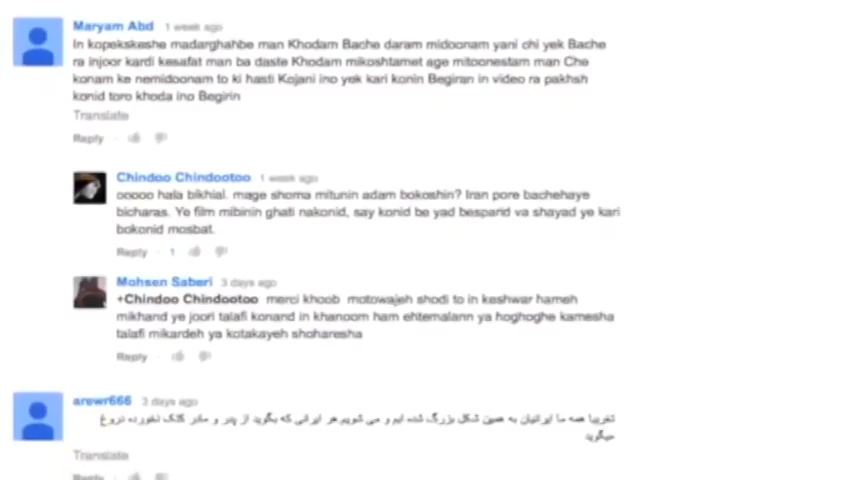 Maryam Abd 1 week ago
In kopekskeshe madarghahbe man Khodam Bache daram midoonam yani chi yek Bache
ra injoor kardi kesafat man ba daste Khodam mikoshtamet age mitoonestam man Che
konam ke nemidoonam to ki hasti Kojani ino yek kari konin Begiran in video ra pakhsh
konid toro khoda ino Begirin
Translate
Reply
Chindoo Chindootoo 1 week ago
ooooo hala bikhial. mage shoma mitunin adam bokoshin? Iran pore bachehaye
bicharas. Ye film mibinin ghati nakonid, say konid be yad besparid va shayad ye kari
bokonid mosbat.
Reply 1
Mohsen Saberi 3 days ago
+Chindoo Chindootoo merci khoob motowajeh shodi to in keshwar hameh
mikhand ye joori talafi konand in khanoom ham ehtemalann ya hoghoghe kamesha
talafi mikardeh ya kotakayeh shoharesha
Reply
arewr666 3 days ago
تقریبا همه ما ایرانیان به همین شکل بزرگ شده ایم و می شویم هر ایرانی که بگوید از پدر و مادر کتک نخورده دروغ
میگوید
Translate
Reply